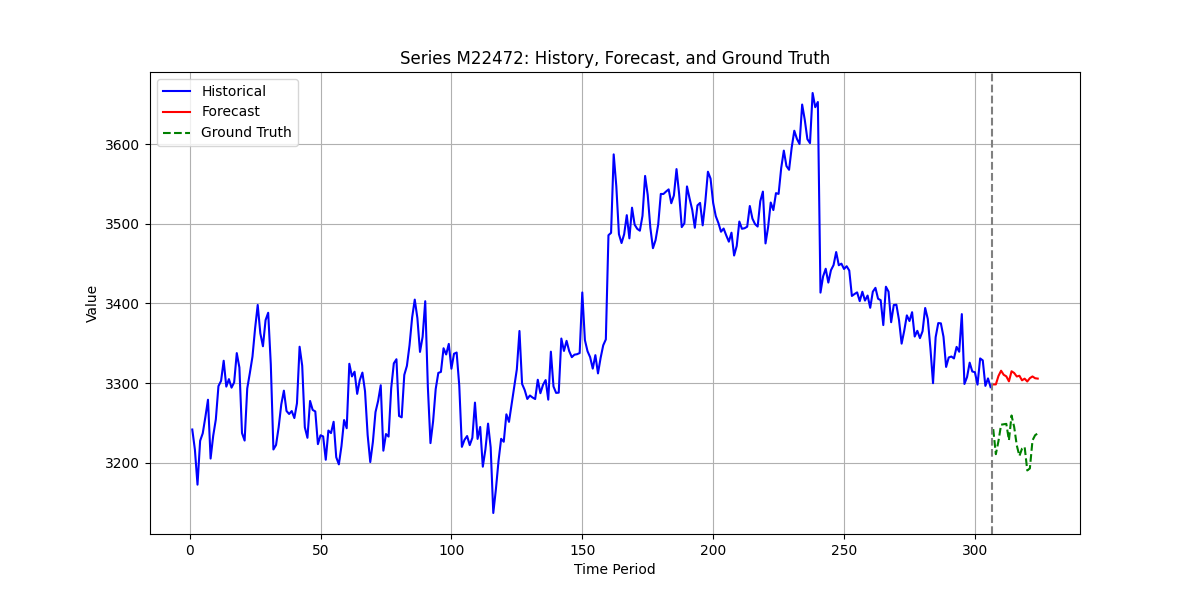 Series M22472: History, Forecast, and Ground Truth
Historical
Forecast
Ground Truth
Value
3600
3500
3400
3300
3200
0 50 100 150 200 250 300
Time Period